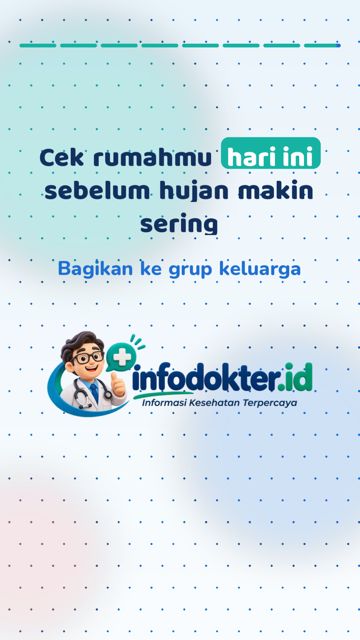 Cek rumahmu hari ini
sebelum hujan makin
sering
Bagikan ke grup keluarga
infodokter.id
Informasi Kesehatan Terpercaya